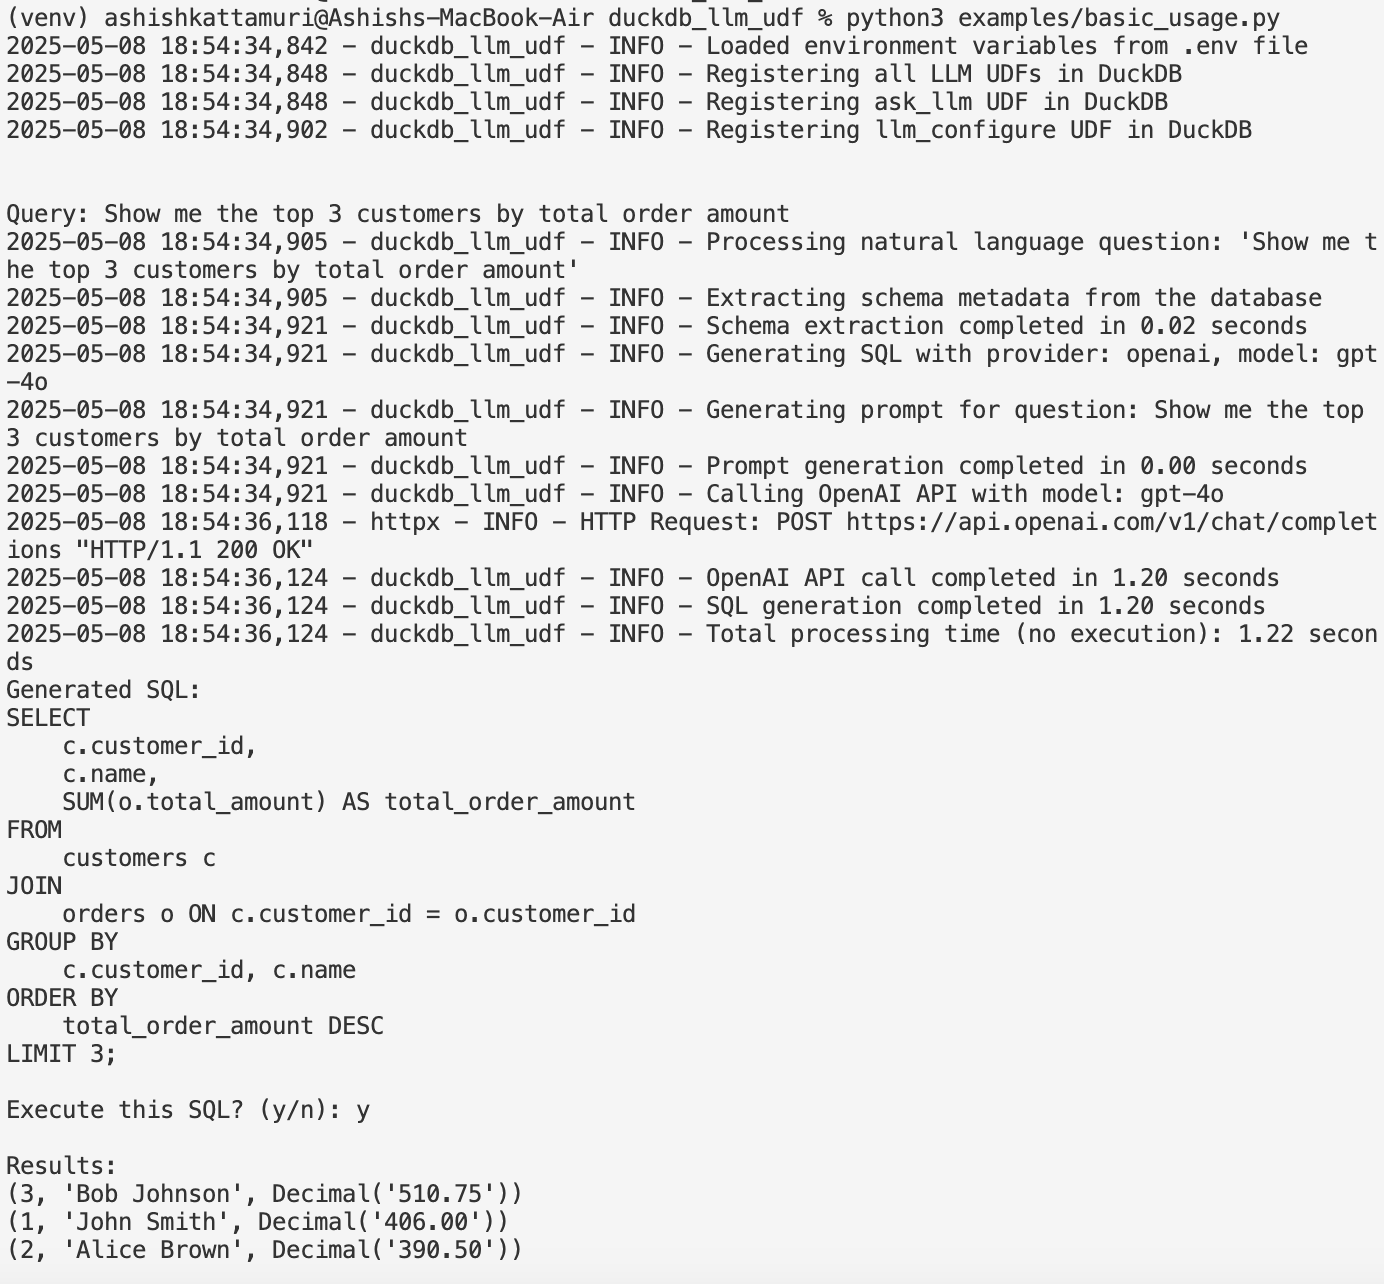 (venv) ashishkattamuri@Ashishs-MacBook-Air duckdb_llm_udf % python3 examples/basic_usage.py
2025-05-08 18:54:34,842 - duckdb_llm_udf - INFO - Loaded environment variables from .env file
2025-05-08 18:54:34,848 - duckdb_llm_udf - INFO - Registering all LLM UDFs in DuckDB
2025-05-08 18:54:34,848 - duckdb_llm_udf - INFO - Registering ask_llm UDF in DuckDB
2025-05-08 18:54:34,902 - duckdb_llm_udf - INFO - Registering llm_configure UDF in DuckDB
Query: Show me the top 3 customers by total order amount
2025-05-08 18:54:34,905 - duckdb_llm_udf - INFO - Processing natural language question: 'Show me t
he top 3 customers by total order amount'
2025-05-08 18:54:34,905 - duckdb_llm_udf - INFO - Extracting schema metadata from the database
2025-05-08 18:54:34,921 - duckdb_llm_udf - INFO - Schema extraction completed in 0.02 seconds
2025-05-08 18:54:34,921 - duckdb_llm_udf - INFO - Generating SQL with provider: openai, model: gpt
-4o
2025-05-08 18:54:34,921 - duckdb_llm_udf - INFO - Generating prompt for question: Show me the top
3 customers by total order amount
2025-05-08 18:54:34,921 - duckdb_llm_udf - INFO - Prompt generation completed in 0.00 seconds
2025-05-08 18:54:34,921 - duckdb_llm_udf - INFO - Calling OpenAI API with model: gpt-4o
2025-05-08 18:54:36,118 - httpx - INFO - HTTP Request: POST https://api.openai.com/v1/chat/complet
ions "HTTP/1.1 200 OK"
2025-05-08 18:54:36,124 - duckdb_llm_udf - INFO - OpenAI API call completed in 1.20 seconds
2025-05-08 18:54:36,124 - duckdb_llm_udf - INFO - SQL generation completed in 1.20 seconds
2025-05-08 18:54:36,124 - duckdb_llm_udf - INFO - Total processing time (no execution): 1.22 secon
ds
Generated SQL:
SELECT
    c.customer_id,
    c.name,
    SUM(o.total_amount) AS total_order_amount
FROM
    customers c
JOIN
    orders o ON c.customer_id = o.customer_id
GROUP BY
    c.customer_id, c.name
ORDER BY
    total_order_amount DESC
LIMIT 3;
Execute this SQL? (y/n): y
Results:
(3, 'Bob Johnson', Decimal('510.75'))
(1, 'John Smith', Decimal('406.00'))
(2, 'Alice Brown', Decimal('390.50'))